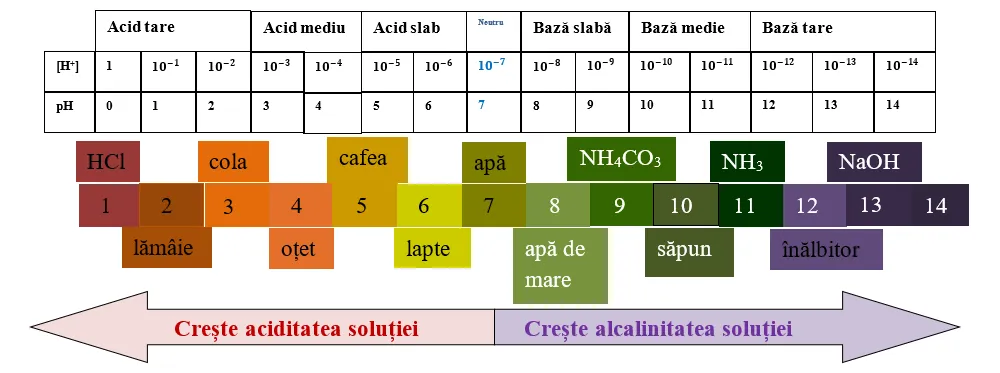 Acid tare Acid mediu Acid slab Neutru Bază slabă Bază medie Bază tare
[H⁺] 1 10⁻¹ 10⁻² 10⁻³ 10⁻⁴ 10⁻⁵ 10⁻⁶ 10⁻⁷ 10⁻⁸ 10⁻⁹ 10⁻¹⁰ 10⁻¹¹ 10⁻¹² 10⁻¹³ 10⁻¹⁴
pH 0 1 2 3 4 5 6 7 8 9 10 11 12 13 14
HCl cola cafea apă NH₄CO₃ NH₃ NaOH
1 2 3 4 5 6 7 8 9 10 11 12 13 14
lămâie oțet lapte apă de săpun înălbitor
mare
Crește aciditatea soluției Crește alcalinitatea soluției